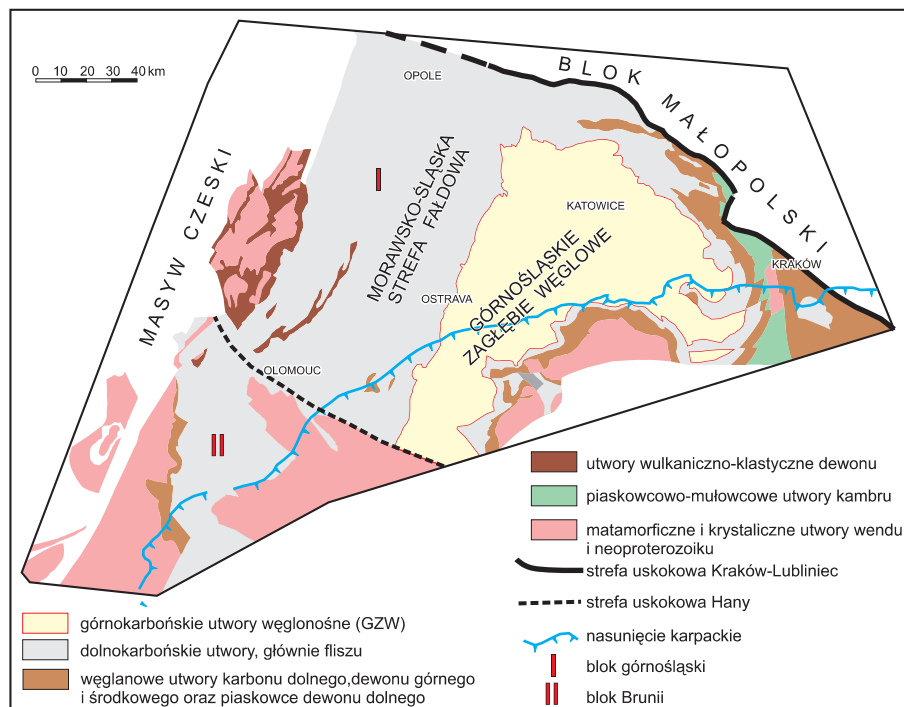 0 10 20 30 40 km
OPOLE
BLOK MAŁOPOLSKI
MASYW CZESKI
MORAWSKO-ŚLĄSKA
STREFA FAŁDOWA
KATOWICE
KRAKÓW
OSTRAVA
GÓRNOŚLĄSKIE
ZAGŁĘBIE WĘGLOWE
OLOMOUC
utwory wulkaniczno-klastyczne dewonu
piaskowcowo-mułowcowe utwory kambru
matamorficzne i krystaliczne utwory wendu
i neoproterozoiku
strefa uskokowa Kraków-Lubliniec
strefa uskokowa Hany
nasunięcie karpackie
blok górnośląski
blok Brunii
górnokarbońskie utwory węglonośne (GZW)
dolnokarbońskie utwory, głównie fliszu
węglanowe utwory karbonu dolnego,dewonu górnego
i środkowego oraz piaskowce dewonu dolnego